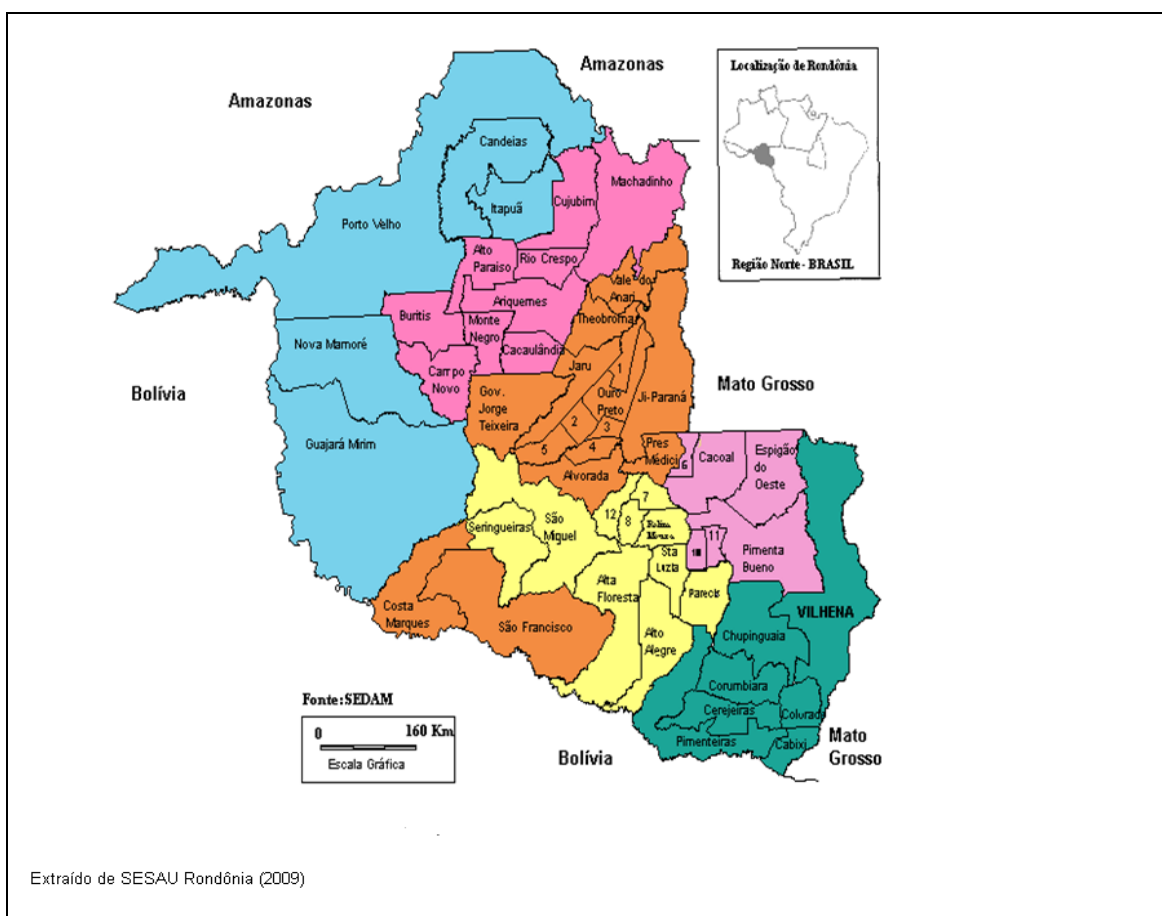 Amazonas
Amazonas
Localização de Rondônia
Região Norte - BRASIL
Candeias
Itapuã
Cujubim
Machadinho
Porto Velho
Alto
Paraiso
Rio Crespo
Ariquemes
Vale do
Anari
Buritis
Monte
Negro
Theobroma
Nova Mamoré
Cacaulândia
Campo
Novo
Jaru
1
Bolívia
Mato Grosso
Gov.
Jorge
Teixeira
Ouro
Preto
Ji-Paraná
2
3
Guajará Mirim
5
4
Pres
Médici
6
Cacoal
Espigão
do
Oeste
Alvorada
7
12
8
Rolim
Moura
Seringueiras
São
Miguel
Sta
Luzia
10
11
Pimenta
Bueno
Alta
Floresta
Parecis
Costa
Marques
São Francisco
Alto
Alegre
VILHENA
Chupinguaia
Corumbiara
Cerejeiras
Colorado
Pimenteiras
Cabixi
Mato
Grosso
Bolívia
Fonte:SEDAM
0 160 Km
Escala Gráfica
Extraído de SESAU Rondônia (2009)